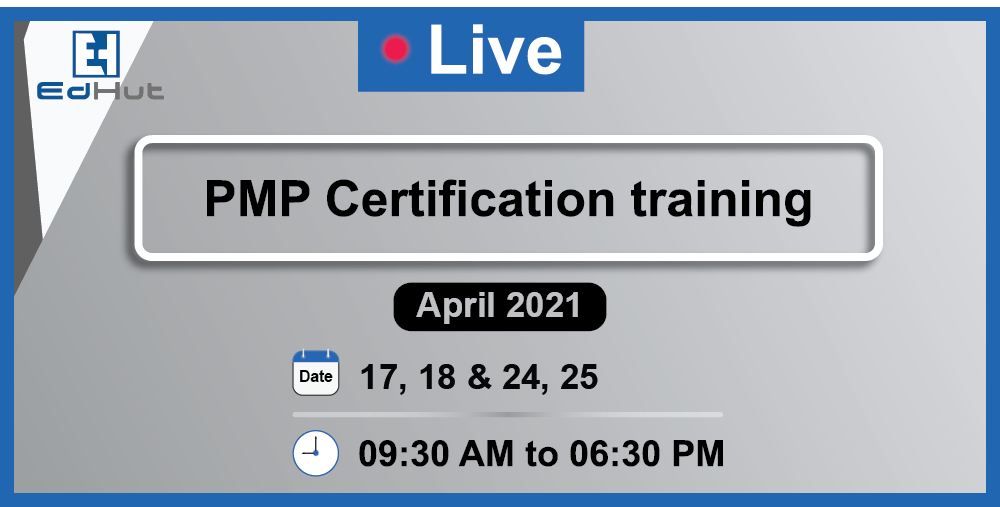 Live
EdHut
PMP Certification training
April 2021
Date
17, 18 & 24, 25
09:30 AM to 06:30 PM